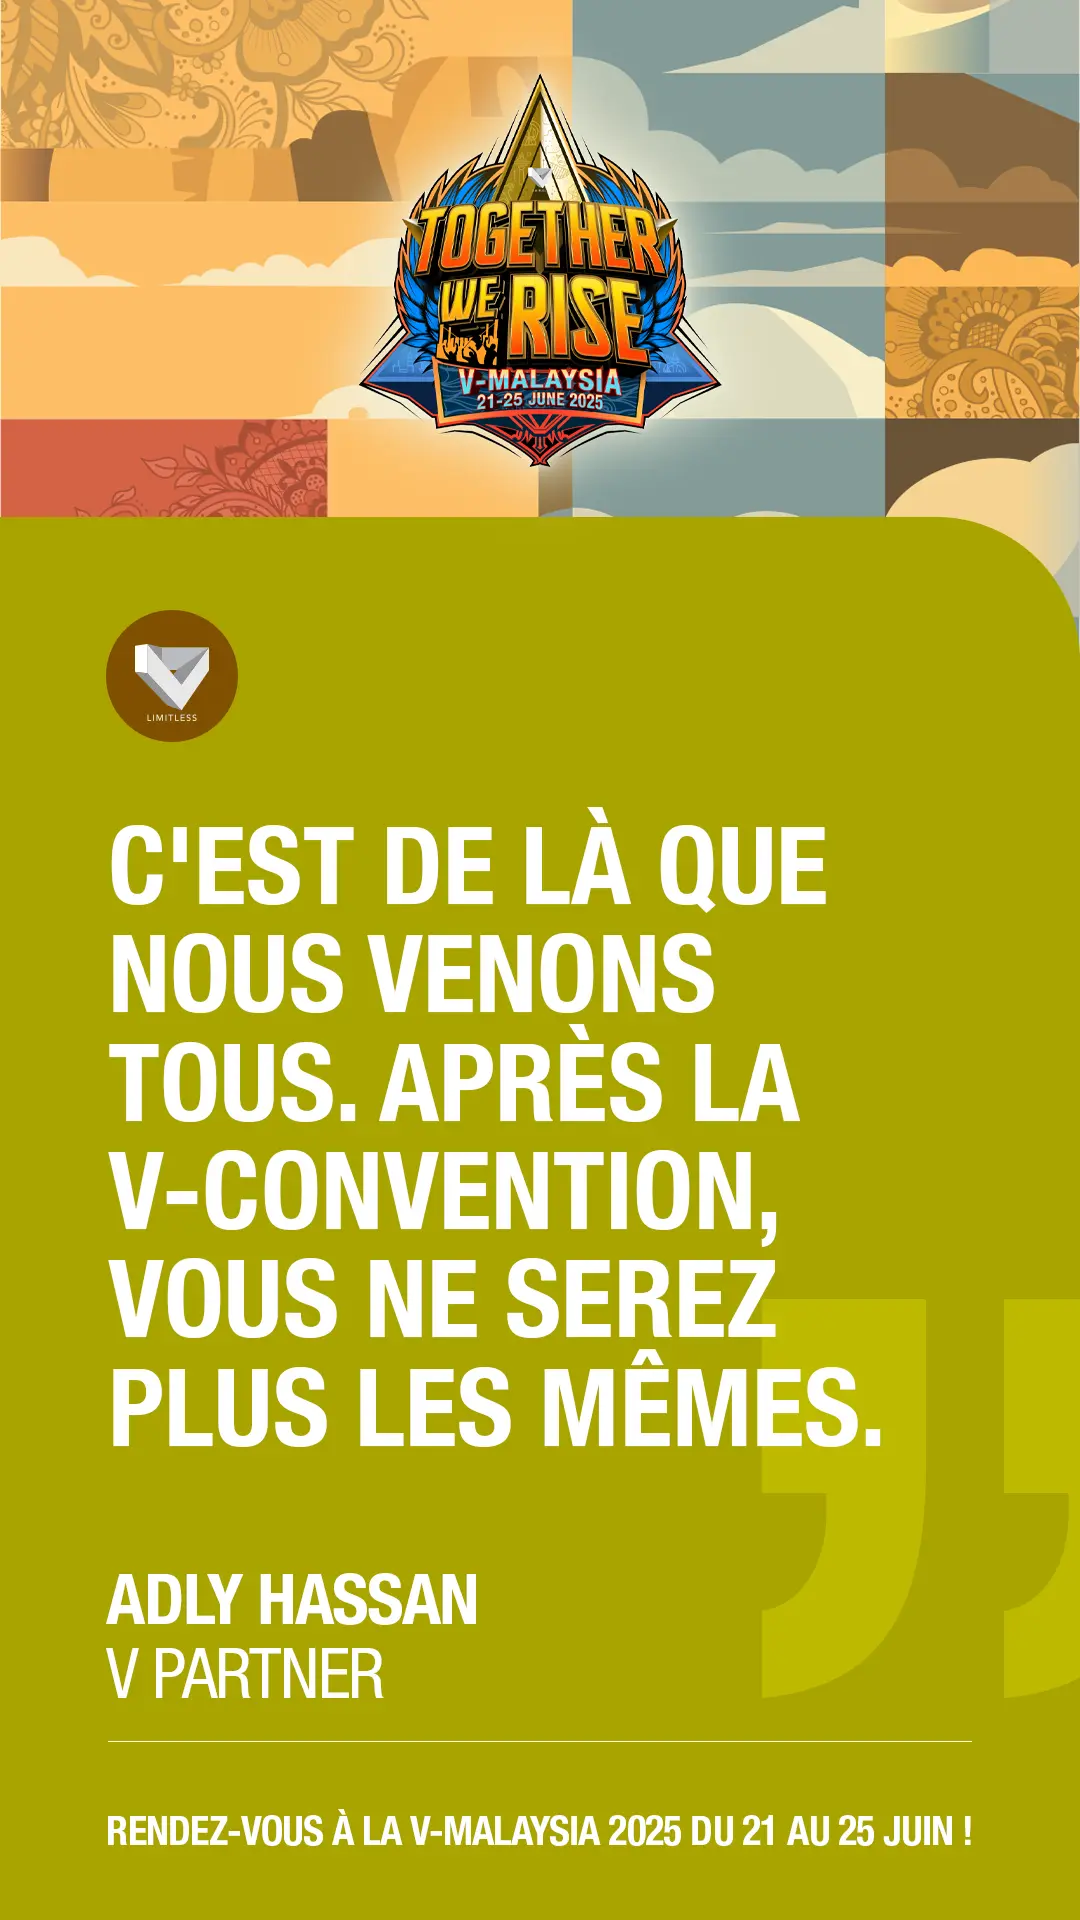 TOGETHER
WE RISE
V-MALAYSIA
21-25 JUNE 2025
LIMITLESS
C'EST DE LÀ QUE
NOUS VENONS
TOUS. APRÈS LA
V-CONVENTION,
VOUS NE SEREZ
PLUS LES MÊMES.
ADLY HASSAN
V PARTNER
RENDEZ-VOUS À LA V-MALAYSIA 2025 DU 21 AU 25 JUIN !